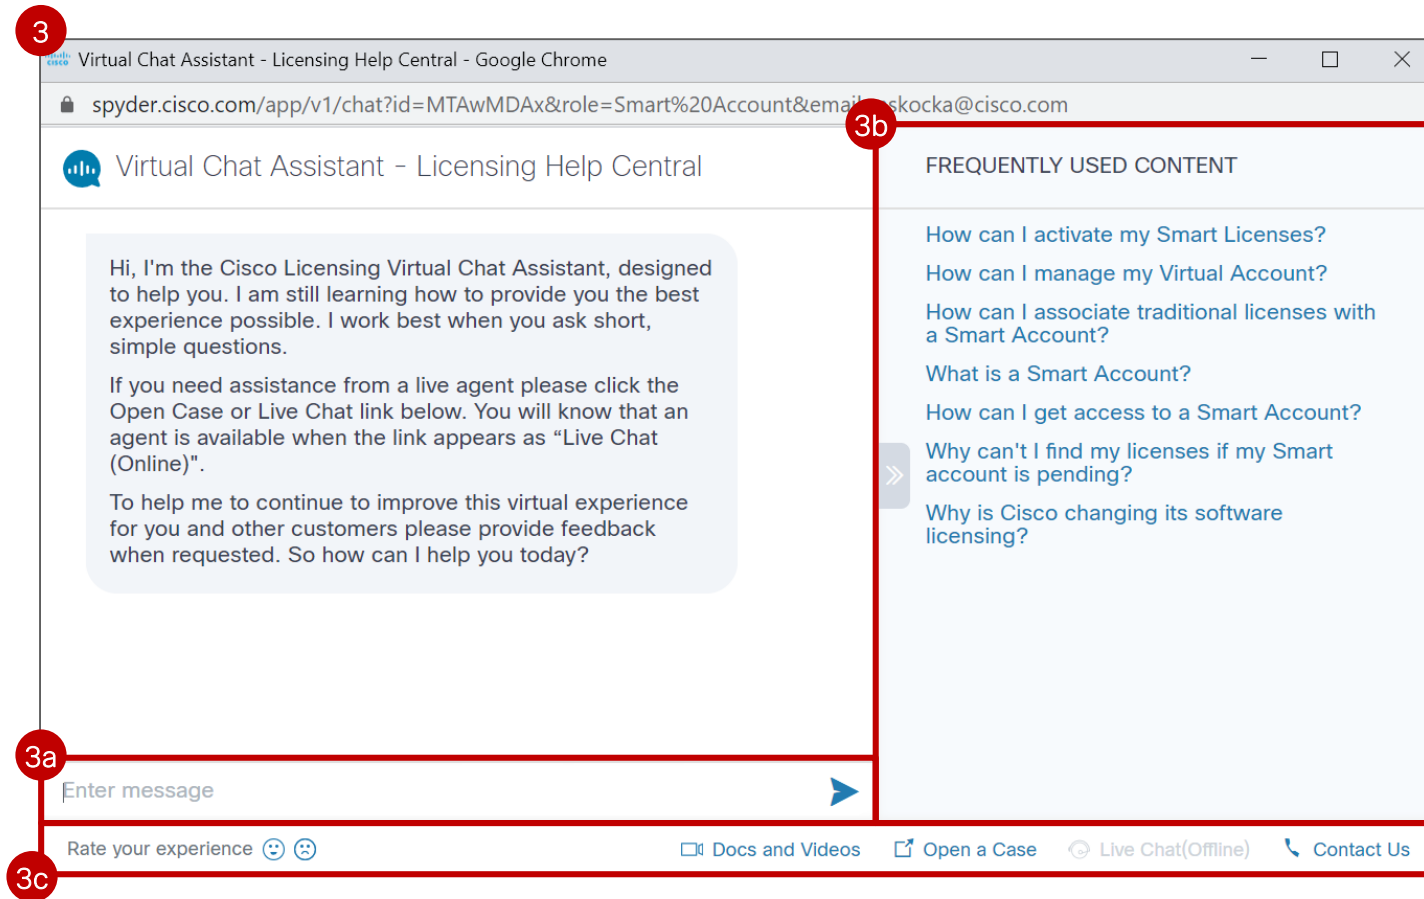 3
cisco Virtual Chat Assistant - Licensing Help Central - Google Chrome
spyder.cisco.com/app/v1/chat?id=MTAwMDAx&role=Smart%20Account&email skocka@cisco.com
3b
Virtual Chat Assistant - Licensing Help Central
FREQUENTLY USED CONTENT
Hi, I'm the Cisco Licensing Virtual Chat Assistant, designed
to help you. I am still learning how to provide you the best
experience possible. I work best when you ask short,
simple questions.
If you need assistance from a live agent please click the
Open Case or Live Chat link below. You will know that an
agent is available when the link appears as “Live Chat
(Online)".
To help me to continue to improve this virtual experience
for you and other customers please provide feedback
when requested. So how can I help you today?
How can I activate my Smart Licenses?
How can I manage my Virtual Account?
How can I associate traditional licenses with
a Smart Account?
What is a Smart Account?
How can I get access to a Smart Account?
Why can't I find my licenses if my Smart
account is pending?
Why is Cisco changing its software
licensing?
3a
Enter message
Rate your experience
Docs and Videos
Open a Case
Live Chat(Offline)
Contact Us
3c